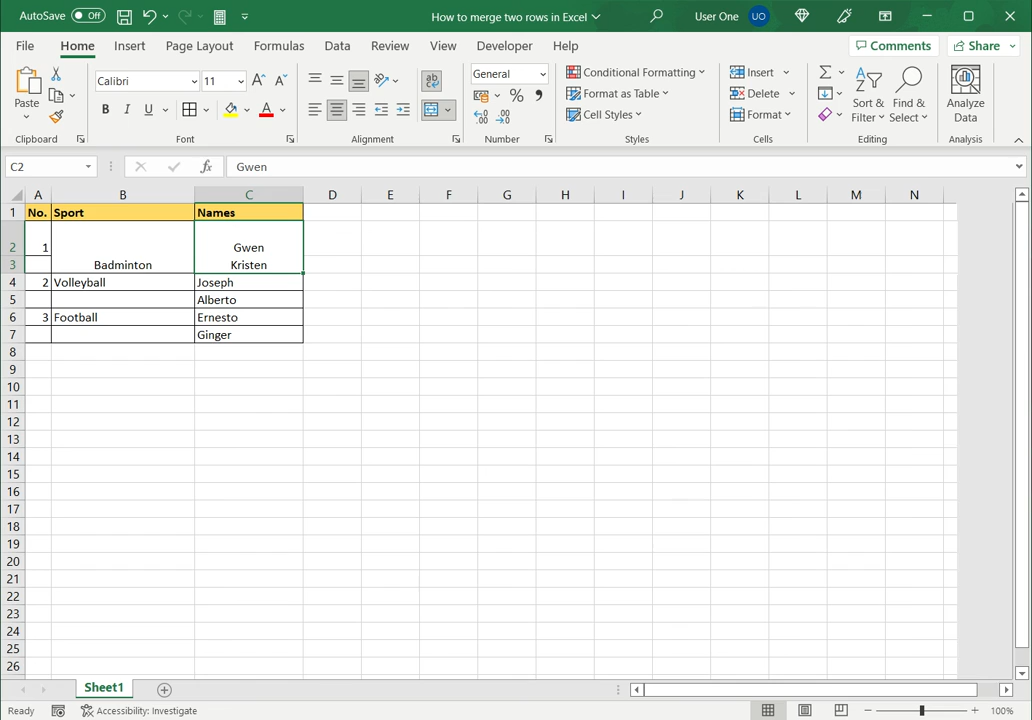 AutoSave Off How to merge two rows in Excel User One UO
File Home Insert Page Layout Formulas Data Review View Developer Help Comments Share
Paste Calibri 11 General Conditional Formatting Insert Sort & Find & Analyze
B I U A % Format as Table Delete Filter Select Data
Cell Styles Format
Clipboard Font Alignment Number Styles Cells Editing Analysis
C2 fx Gwen
A B C D E F G H I J K L M N
1 No. Sport Names
2 1 Gwen
3 Badminton Kristen
4 2 Volleyball Joseph
5 Alberto
6 3 Football Ernesto
7 Ginger
8
9
10
11
12
13
14
15
16
17
18
19
20
21
22
23
24
25
26
Sheet1
Ready Accessibility: Investigate 100%